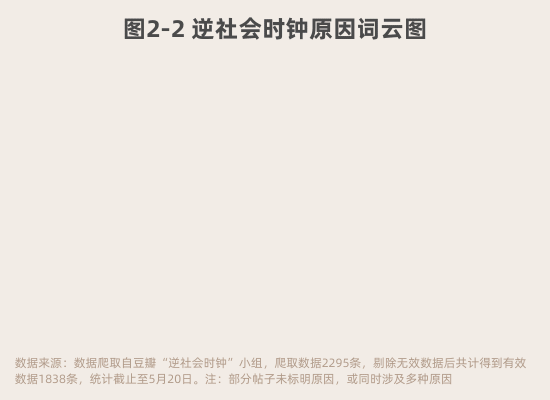 图2-2 逆社会时钟原因词云图
数据来源：数据爬取自豆瓣“逆社会时钟”小组，爬取数据2295条，剔除无效数据后共计得到有效
数据1838条，统计截止至5月20日。注：部分帖子未标明原因，或同时涉及多种原因